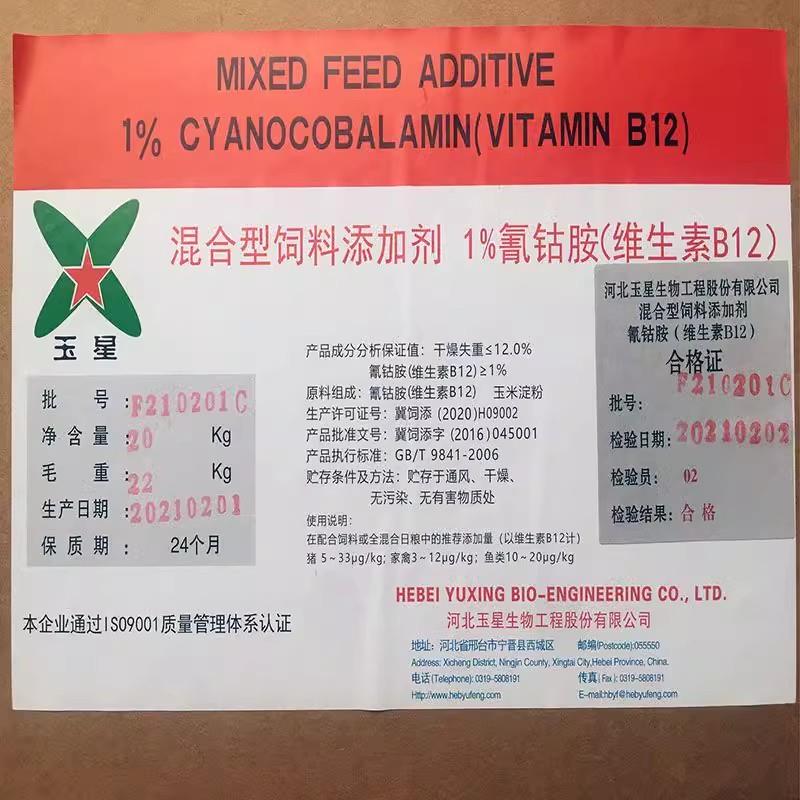 MIXED FEED ADDITIVE
1% CYANOCOBALAMIN(VITAMIN B12)
混合型饲料添加剂 1%氰钴胺(维生素B12)
玉星
批 号:F210201C
净含量:20 Kg
毛 重:22 Kg
生产日期:20210201
保质期: 24个月
产品成分分析保证值: 干燥失重≤12.0%
氰钴胺(维生素B12)≥1%
原料组成: 氰钴胺(维生素B12) 玉米淀粉
生产许可证号: 冀饲添 (2020)H09002
产品批准文号: 冀饲添字 (2016)045001
产品执行标准: GB/T 9841-2006
贮存条件及方法: 贮存于通风、干燥、
无污染、无有害物质处
使用说明:
在配合饲料或全混合日粮中的推荐添加量 (以维生素B12计)
猪 5~33μg/kg; 家禽3~12μg/kg; 鱼类10~20μg/kg
河北玉星生物工程股份有限公司
混合型饲料添加剂
氰钴胺 (维生素B12)
合格证
批号: F210201C
检验日期:20210202
检验员: 02
检验结果: 合格
本企业通过ISO9001质量管理体系认证
HEBEI YUXING BIO-ENGINEERING CO., LTD.
河北玉星生物工程股份有限公司
地址: 河北省邢台市宁晋县西城区 邮编(Postcode):055550
Address: Xicheng District, Ningjin County, Xingtai City,Hebei Province, China.
电话(Telephone): 0319-5808191 传真( Fax ): 0319-5808191
Http://www.hebyufeng.com E-mail:hbyf@hebyufeng.com